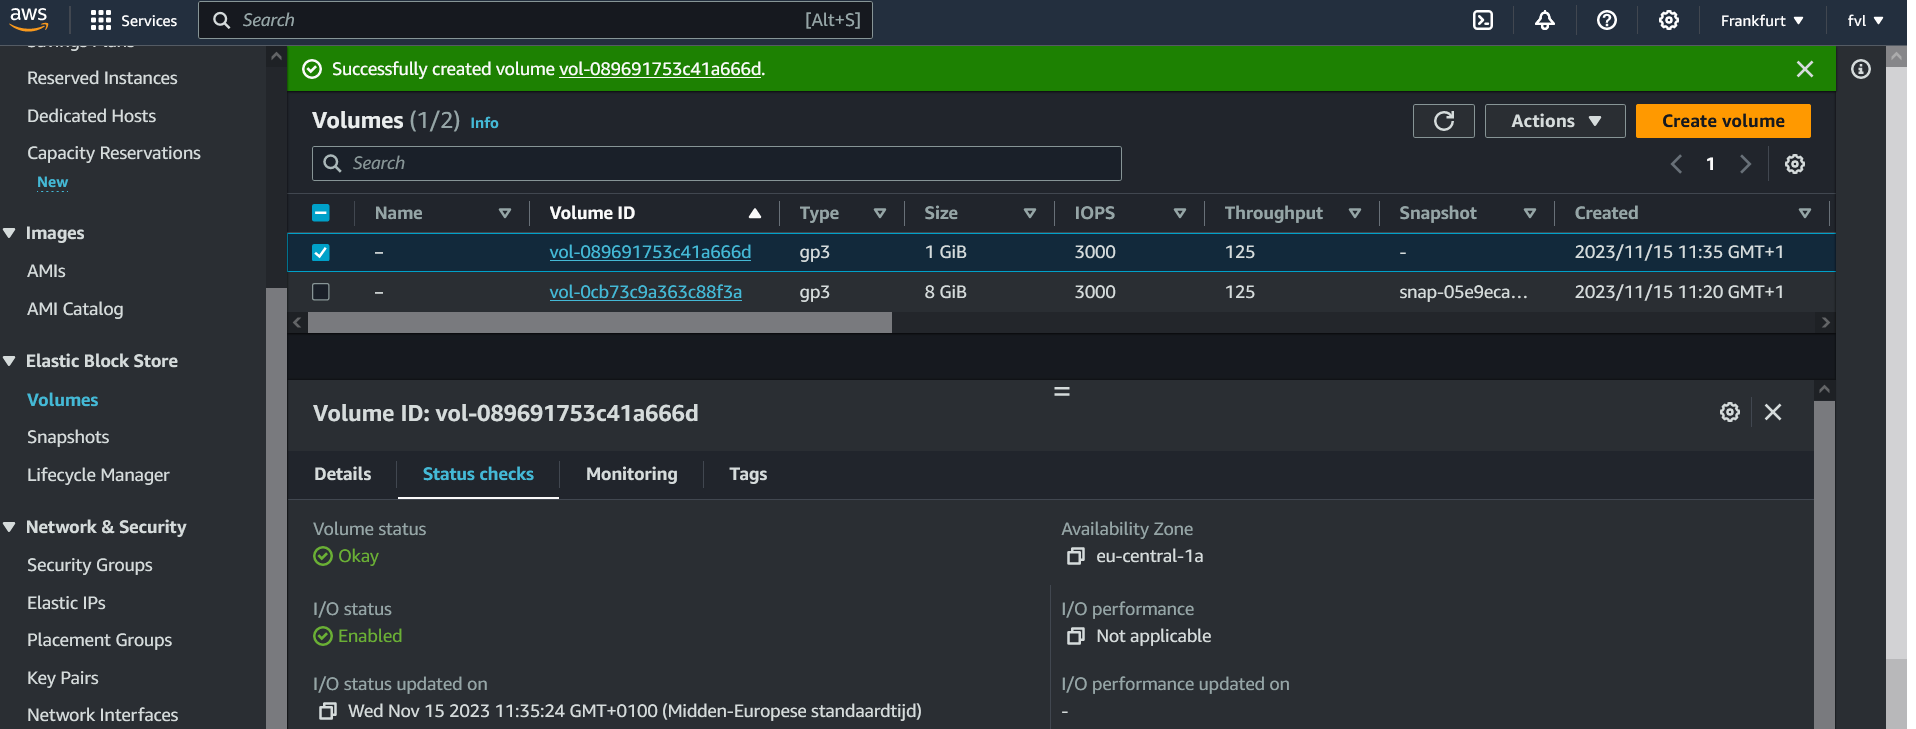 aws
Services
Search
[Alt+S]
Frankfurt
fvl
Savings Plans
Reserved Instances
Dedicated Hosts
Capacity Reservations
New
Images
AMIs
AMI Catalog
Elastic Block Store
Volumes
Snapshots
Lifecycle Manager
Network & Security
Security Groups
Elastic IPs
Placement Groups
Key Pairs
Network Interfaces
Successfully created volume vol-089691753c41a666d.
Volumes (1/2) Info
Actions
Create volume
Search
1
Name Volume ID Type Size IOPS Throughput Snapshot Created
– vol-089691753c41a666d gp3 1 GiB 3000 125 - 2023/11/15 11:35 GMT+1
– vol-0cb73c9a363c88f3a gp3 8 GiB 3000 125 snap-05e9eca... 2023/11/15 11:20 GMT+1
Volume ID: vol-089691753c41a666d
Details Status checks Monitoring Tags
Volume status
Okay
Availability Zone
eu-central-1a
I/O status
Enabled
I/O performance
Not applicable
I/O status updated on
Wed Nov 15 2023 11:35:24 GMT+0100 (Midden-Europese standaardtijd)
I/O performance updated on
-